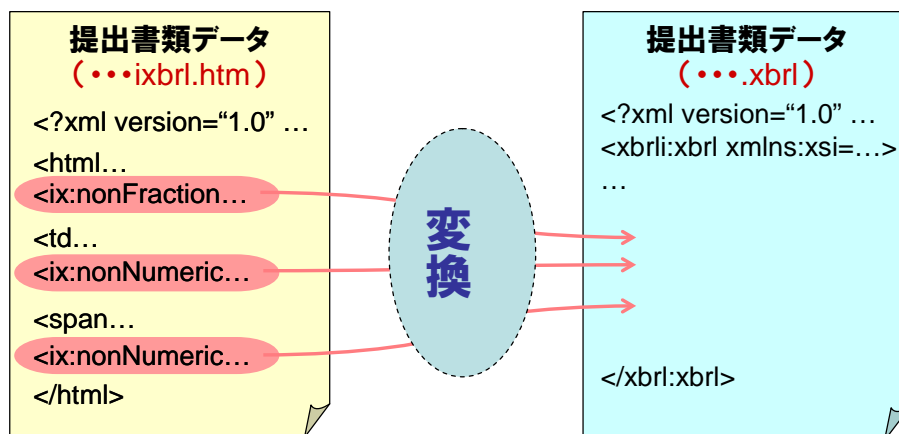 提出書類データ
(・・・ixbrl.htm)
<?xml version=“1.0” …
<html…
<ix:nonFraction…
<td…
<ix:nonNumeric…
<span…
<ix:nonNumeric…
</html>
変換
提出書類データ
(・・・.xbrl)
<?xml version=“1.0” …
<xbrli:xbrl xmlns:xsi=…>
…
</xbrl:xbrl>